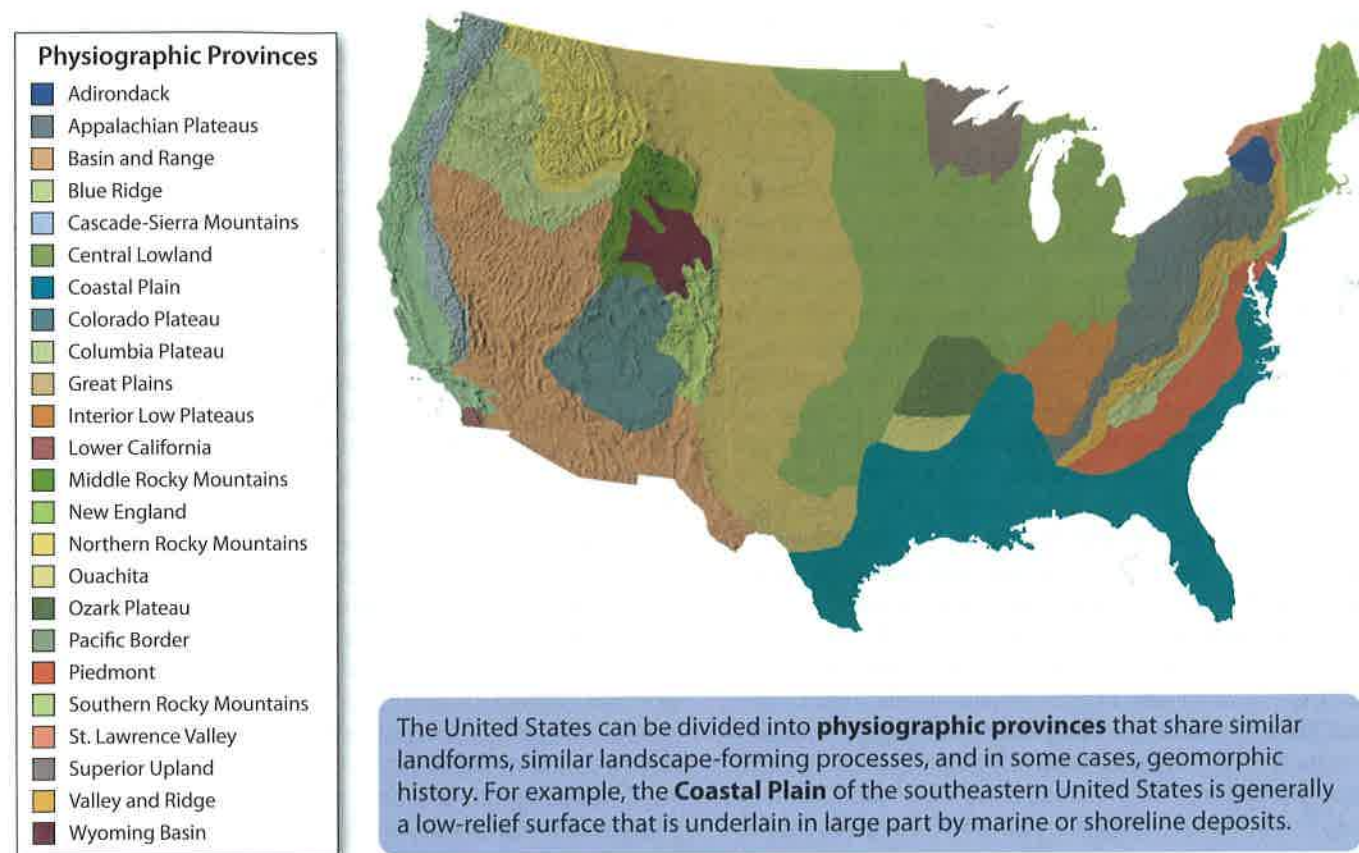 Physiographic Provinces
Adirondack
Appalachian Plateaus
Basin and Range
Blue Ridge
Cascade-Sierra Mountains
Central Lowland
Coastal Plain
Colorado Plateau
Columbia Plateau
Great Plains
Interior Low Plateaus
Lower California
Middle Rocky Mountains
New England
Northern Rocky Mountains
Ouachita
Ozark Plateau
Pacific Border
Piedmont
Southern Rocky Mountains
St. Lawrence Valley
Superior Upland
Valley and Ridge
Wyoming Basin
The United States can be divided into physiographic provinces that share similar
landforms, similar landscape-forming processes, and in some cases, geomorphic
history. For example, the Coastal Plain of the southeastern United States is generally
a low-relief surface that is underlain in large part by marine or shoreline deposits.